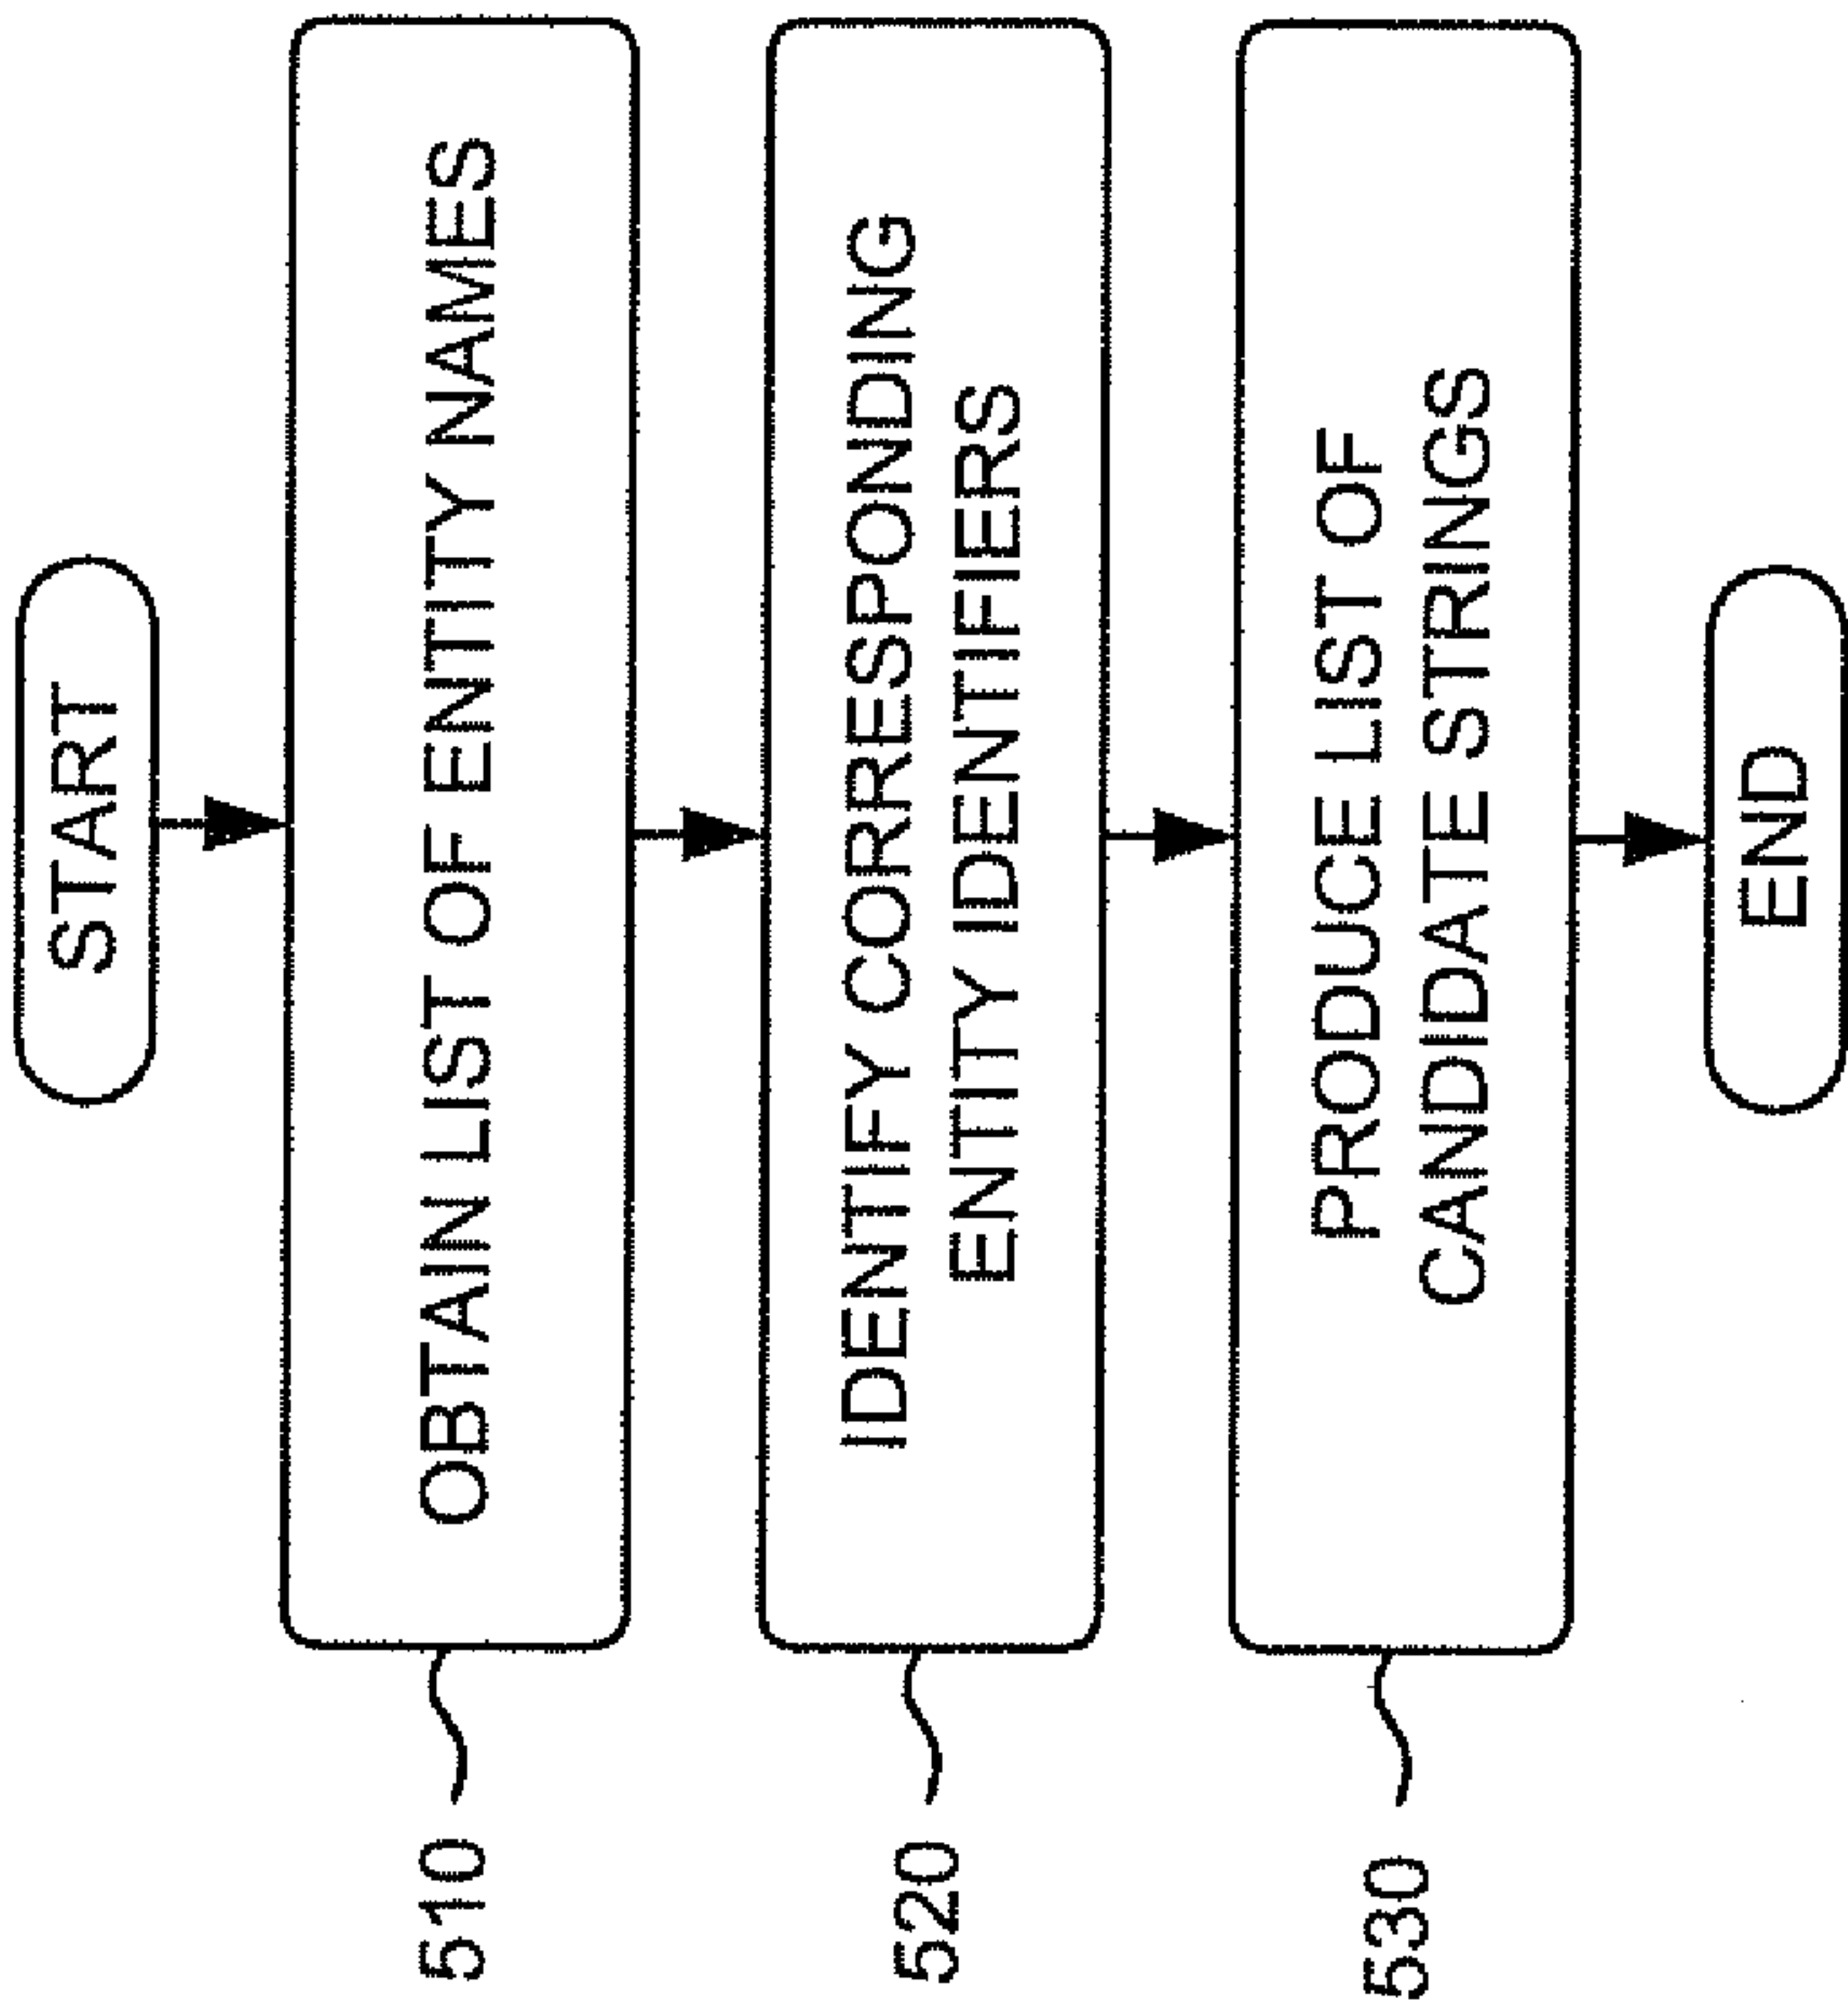 START
510
OBTAIN LIST OF ENTITY NAMES
520
IDENTIFY CORRESPONDING
ENTITY IDENTIFIERS
530
PRODUCE LIST OF
CANDIDATE STRINGS
END